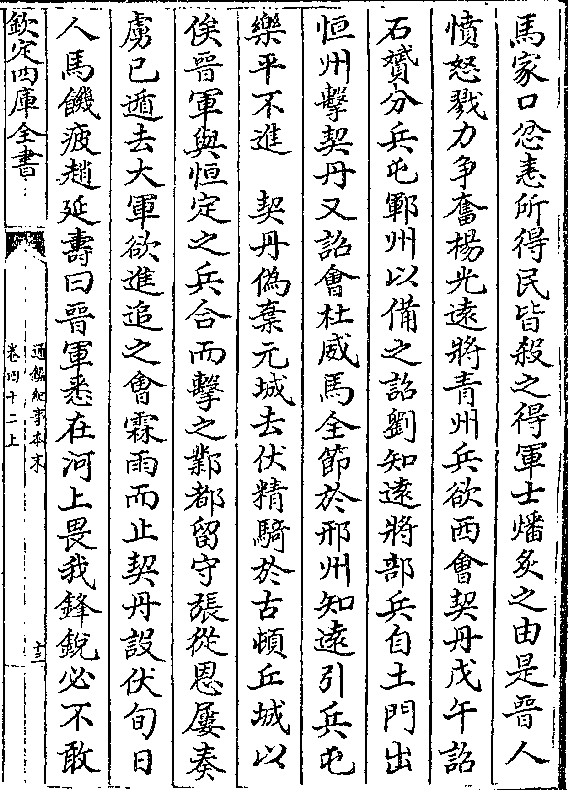 馬家口忿恚所得民皆殺之得軍士燔炙之由是晉人
憤怒戮力爭奮楊光遠將青州兵欲西會契丹戊午詔
石贇分兵屯鄆州以備之詔劉知遠將部兵自土門出
恒州擊契丹又詔會杜威馬全節於邢州知遠引兵屯
樂平不進　契丹偽棄元城去伏精騎於古頓丘城以
俟晉軍與恒定之兵合而擊之鄴都留守張從恩屢奏
虜已遁去大軍欲進追之會霖雨而止契丹設伏旬日
人馬饑疲趙延壽曰晉軍悉在河上畏我鋒銳必不敢
欽定四庫全書
通鑑紀事本末
卷四十二上
十二